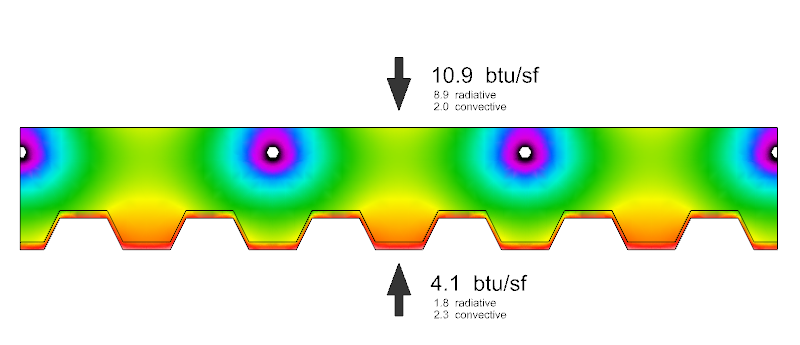 10.9 btu/sf
8.9 radiative
2.0 convective
4.1 btu/sf
1.8 radiative
2.3 convective